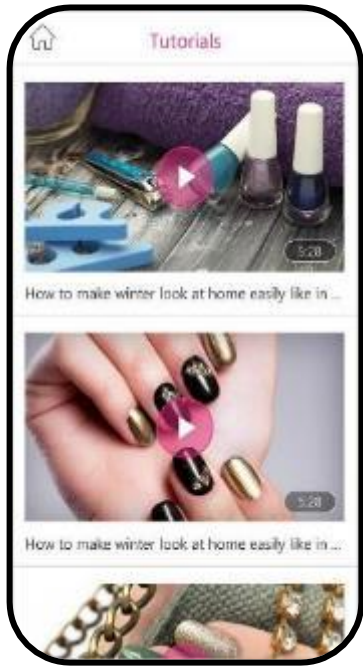 Tutorials
5:28
How to make winter look at home easily like in ...
5:28
How to make winter look at home easily like in ...